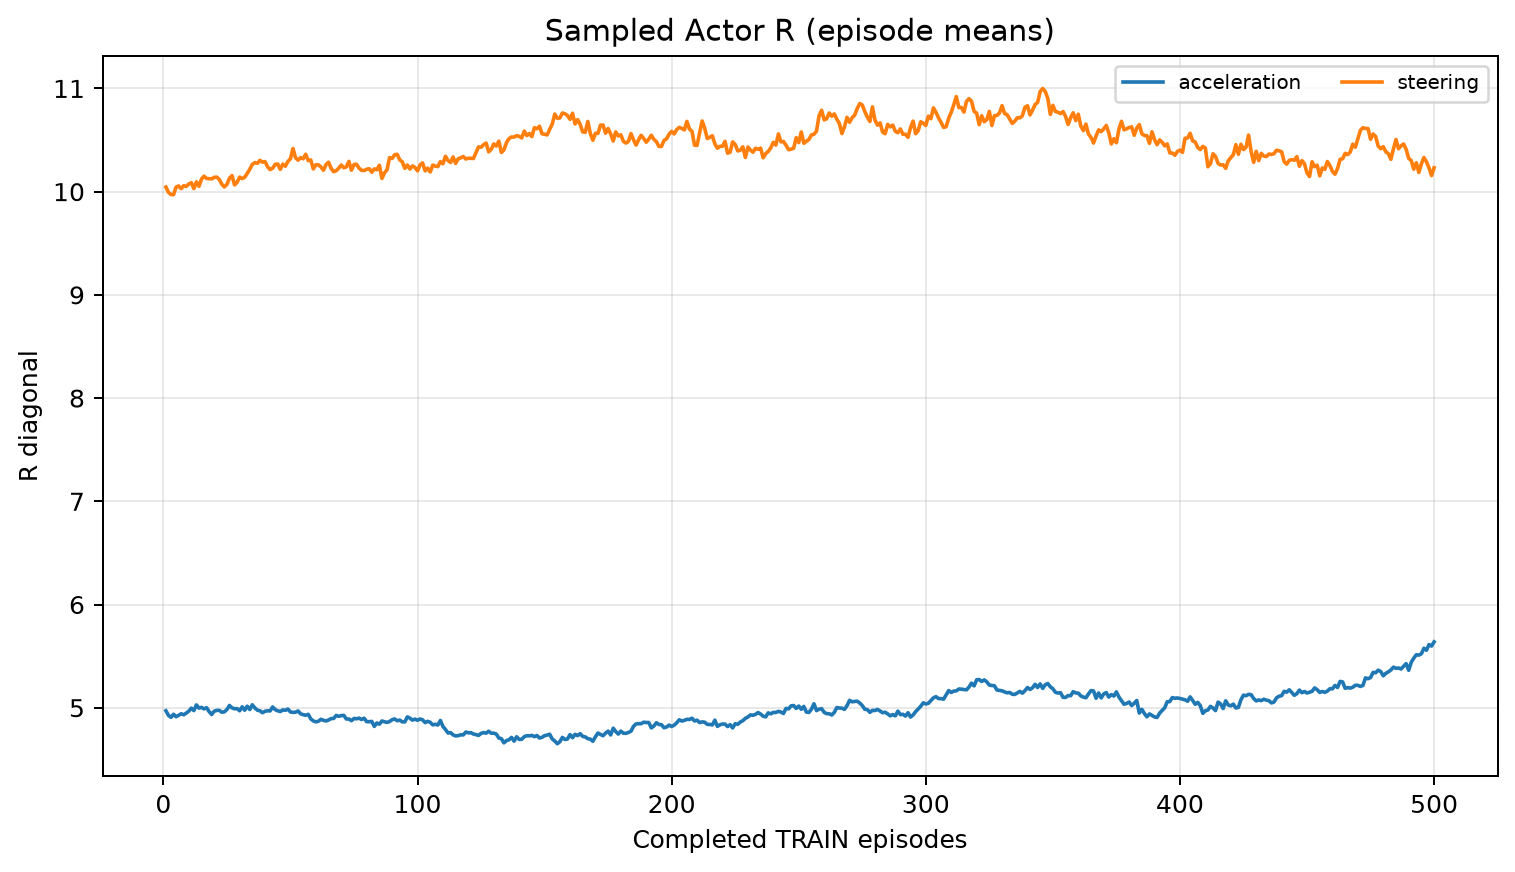 Sampled Actor R (episode means)
acceleration steering
11
10
9
8
7
6
5
R diagonal
0 100 200 300 400 500
Completed TRAIN episodes